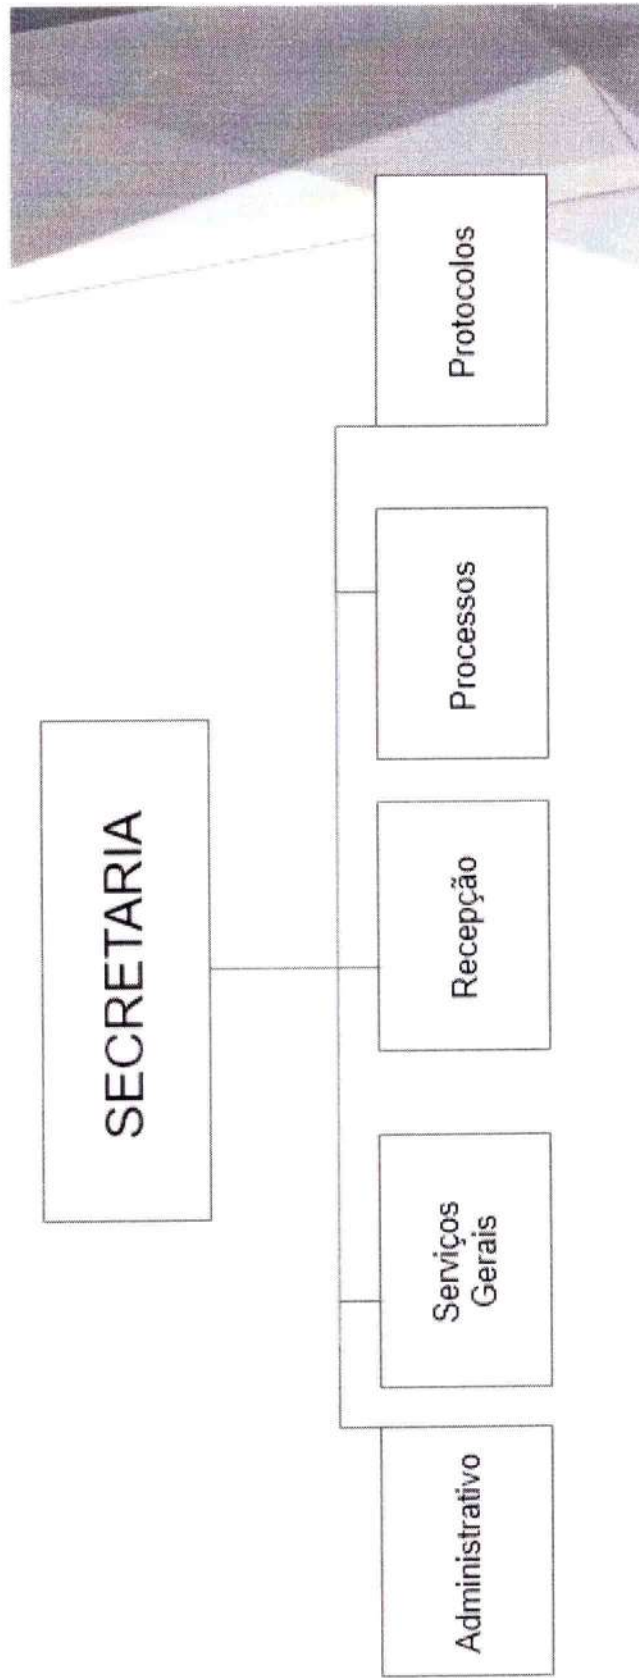 SECRETARIA
Administrativo
Serviços
Gerais
Recepção
Processos
Protocolos